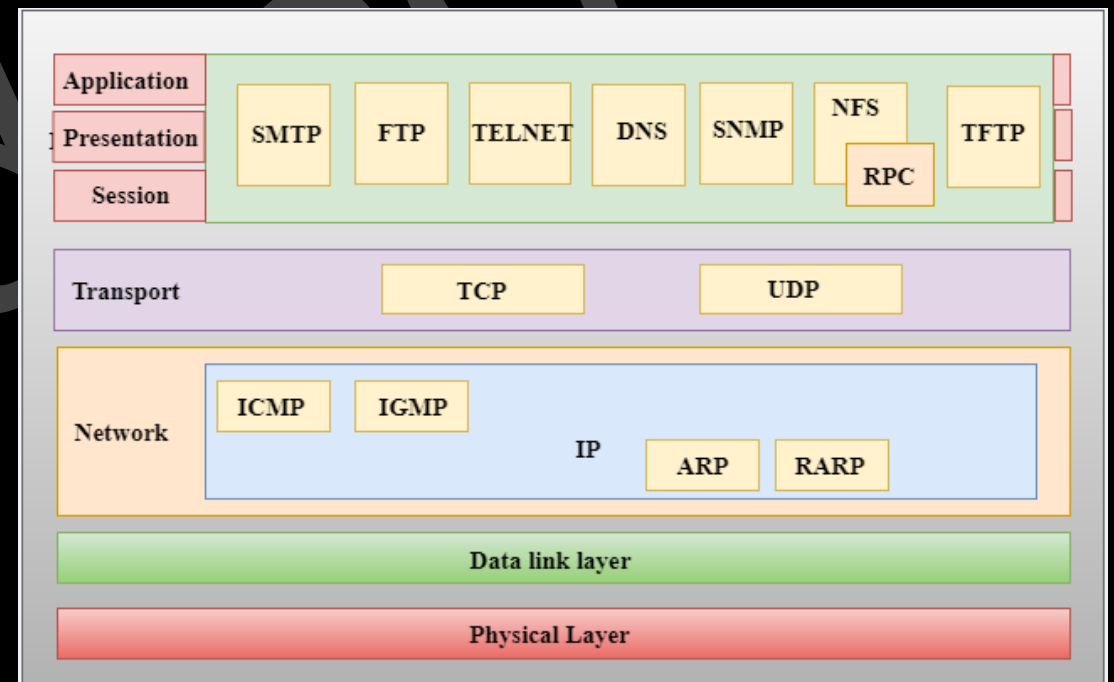 Application
Presentation
Session
SMTP
FTP
TELNET
DNS
SNMP
NFS
RPC
TFTP
Transport
TCP
UDP
Network
ICMP
IGMP
IP
ARP
RARP
Data link layer
Physical Layer